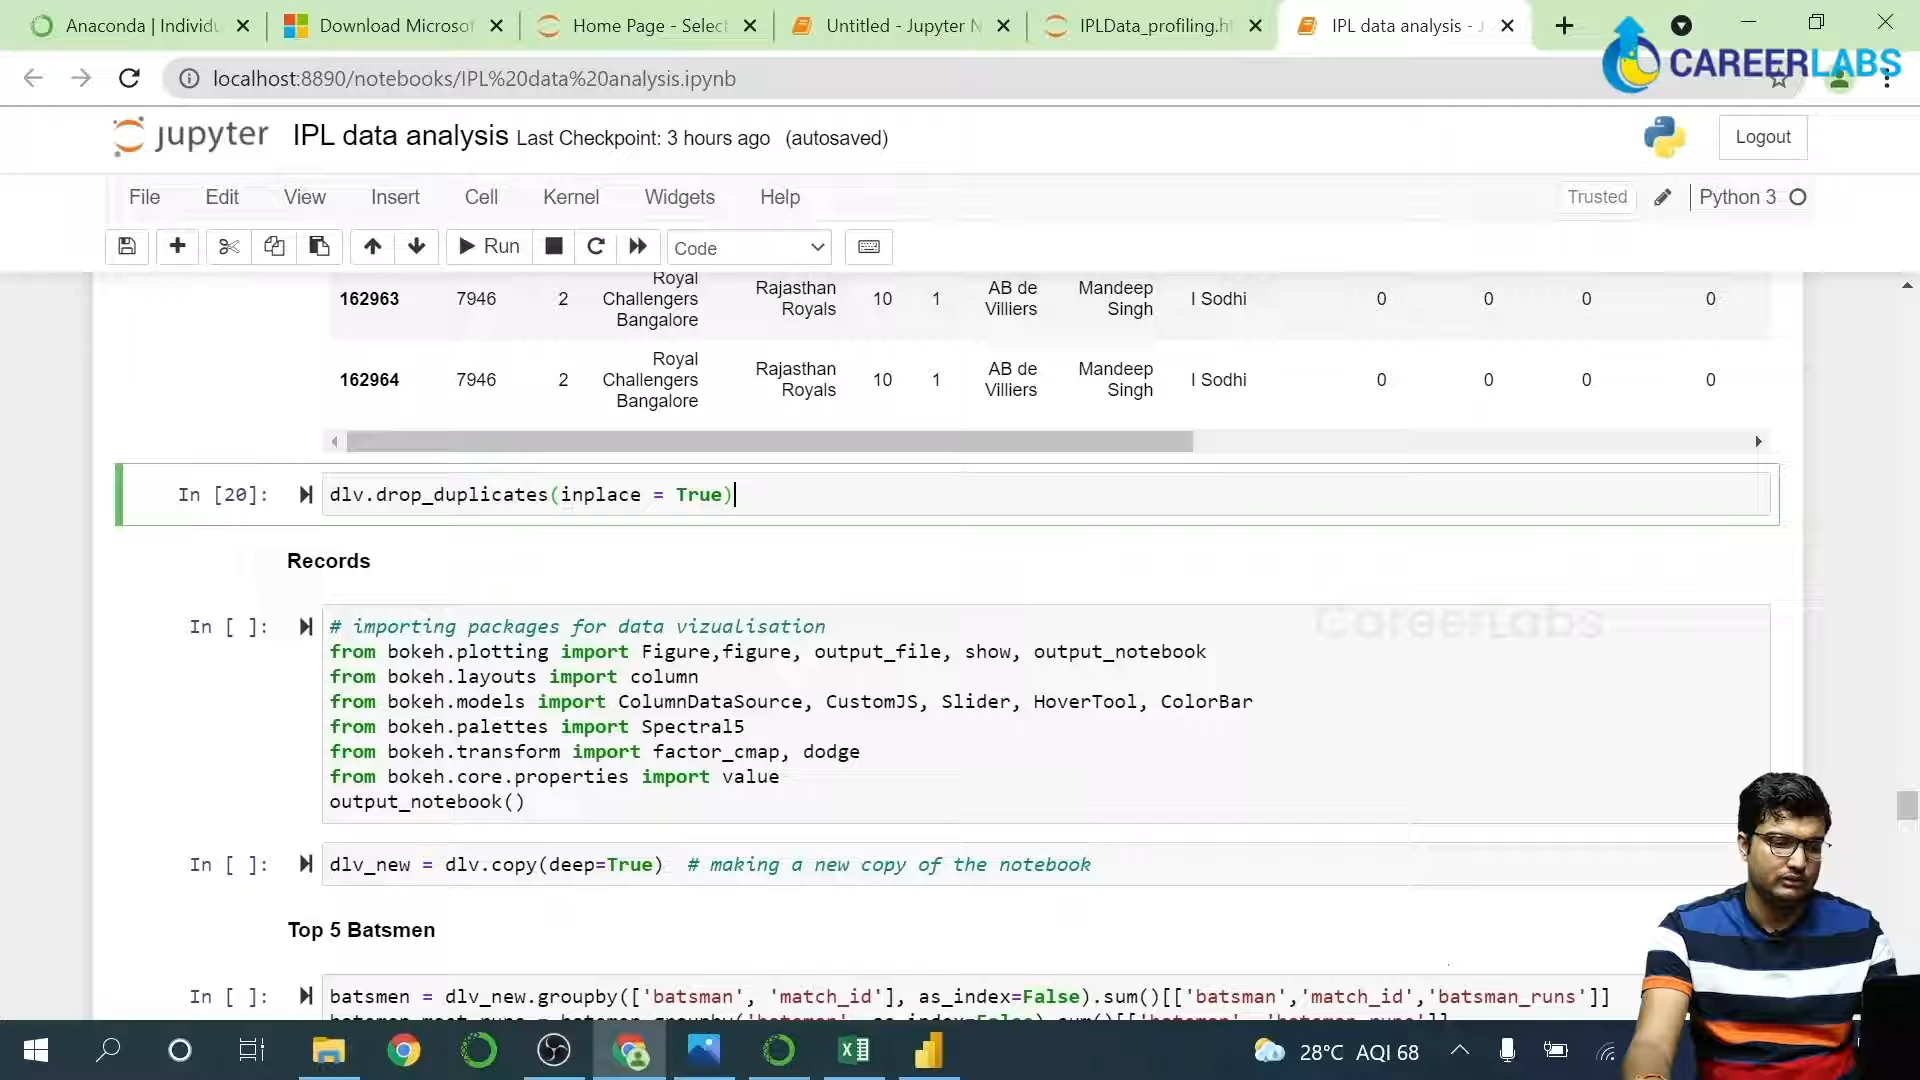 Anaconda | Individu
Download Microsof
Home Page - Select
Untitled - Jupyter N
IPLData_profiling.ht
IPL data analysis - J
CAREERLABS
localhost:8890/notebooks/IPL%20data%20analysis.ipynb
jupyter IPL data analysis Last Checkpoint: 3 hours ago (autosaved)
Logout
File Edit View Insert Cell Kernel Widgets Help
Trusted Python 3
Run Code
162963 7946 2 Royal Challengers Bangalore Rajasthan Royals 10 1 AB de Villiers Mandeep Singh I Sodhi 0 0 0 0
162964 7946 2 Royal Challengers Bangalore Rajasthan Royals 10 1 AB de Villiers Mandeep Singh I Sodhi 0 0 0 0
In [20]: dlv.drop_duplicates(inplace = True)
Records
In [ ]: # importing packages for data vizualisation
from bokeh.plotting import Figure,figure, output_file, show, output_notebook
from bokeh.layouts import column
from bokeh.models import ColumnDataSource, CustomJS, Slider, HoverTool, ColorBar
from bokeh.palettes import Spectral5
from bokeh.transform import factor_cmap, dodge
from bokeh.core.properties import value
output_notebook()
CareerLabs
In [ ]: dlv_new = dlv.copy(deep=True) # making a new copy of the notebook
Top 5 Batsmen
In [ ]: batsmen = dlv_new.groupby(['batsman', 'match_id'], as_index=False).sum()[['batsman','match_id','batsman_runs']]
28°C AQI 68